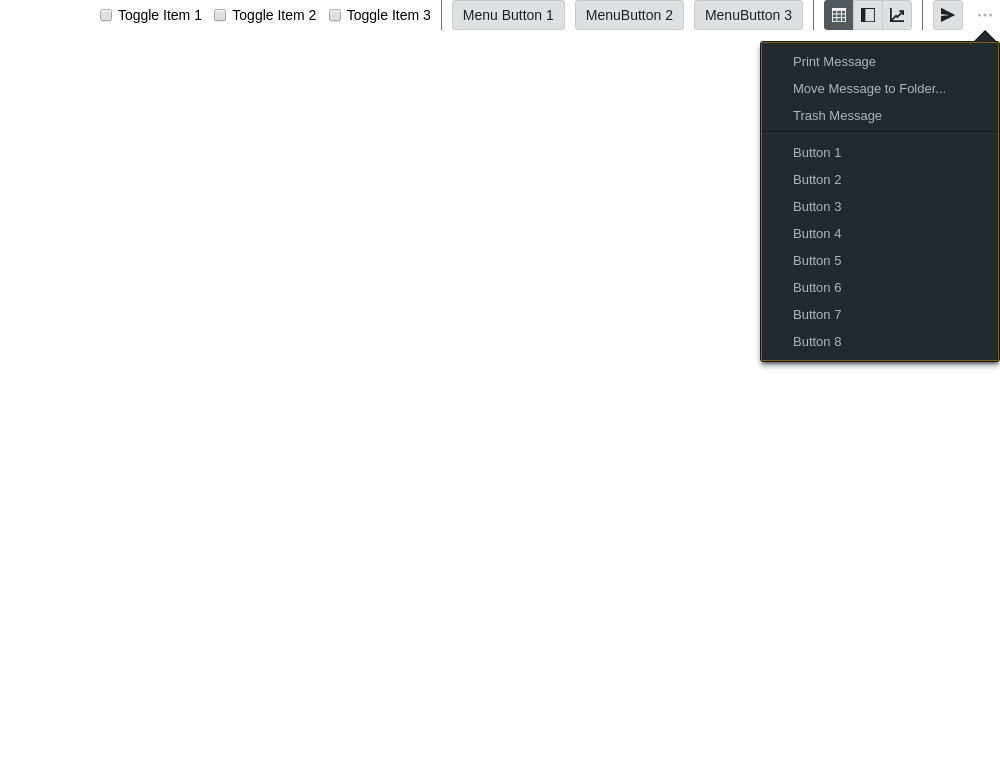 Toggle Item 1 Toggle Item 2 Toggle Item 3 Menu Button 1 MenuButton 2 MenuButton 3
Print Message
Move Message to Folder...
Trash Message
Button 1
Button 2
Button 3
Button 4
Button 5
Button 6
Button 7
Button 8